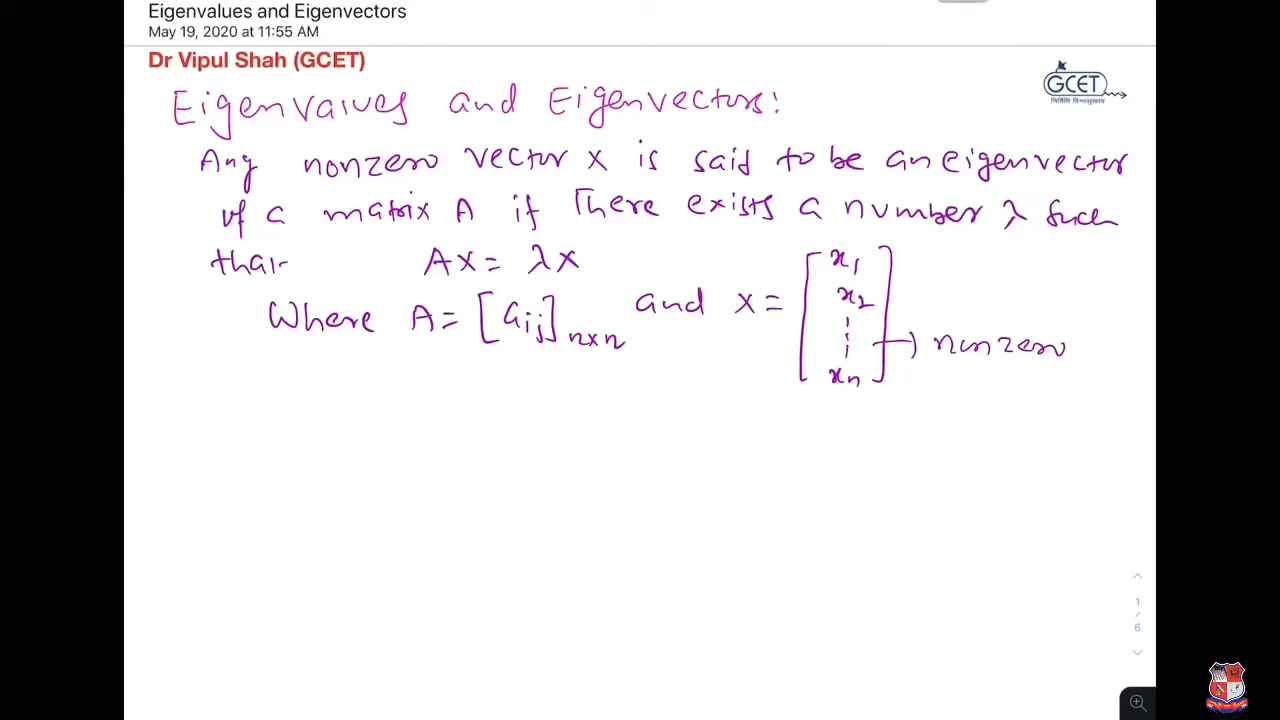 Eigenvalues and Eigenvectors
May 19, 2020 at 11:55 AM
Dr Vipul Shah (GCET)
GCET
Eigenvalues and Eigenvectors:
Any nonzero vector X is said to be an eigenvector
of a matrix A if There exists a number λ such
that AX = λX
Where A = [aij]n×n and X = [x1 x2 ⋮ xn] → nonzero
1
/
6